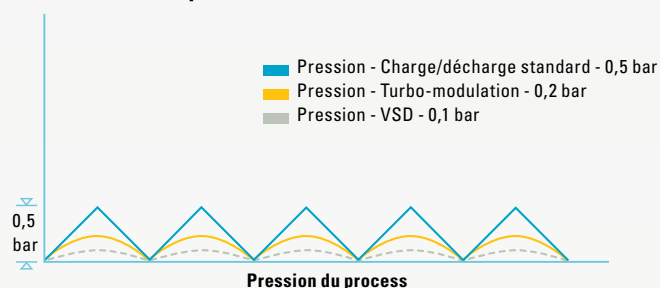 Pression - Charge/décharge standard - 0,5 bar
Pression - Turbo-modulation - 0,2 bar
Pression - VSD - 0,1 bar
0,5
bar
Pression du process